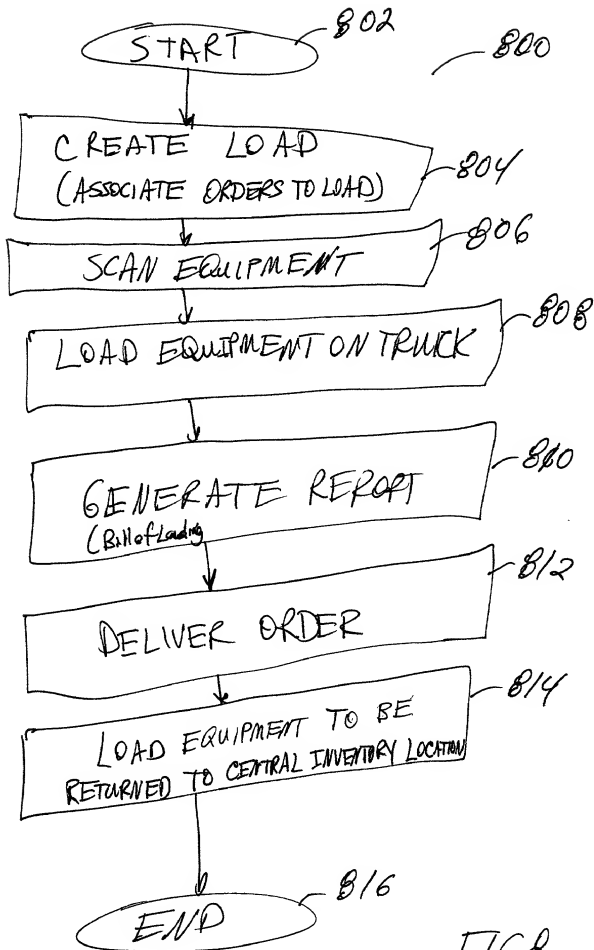 START
802
800
CREATE LOAD
(ASSOCIATE ORDERS TO LOAD)
804
SCAN EQUIPMENT
806
LOAD EQUIPMENT ON TRUCK
808
GENERATE REPORT
(Bill of Lading
810
DELIVER ORDER
812
LOAD EQUIPMENT TO BE
RETURNED TO CENTRAL INVENTORY LOCATION
814
END
816